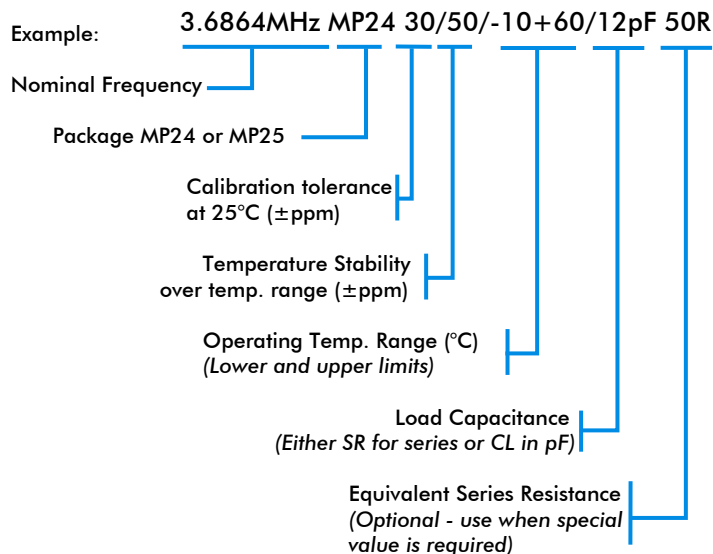 Example: 3.6864MHz MP24 30/50/-10+60/12pF 50R
Nominal Frequency
Package MP24 or MP25
Calibration tolerance
at 25°C (±ppm)
Temperature Stability
over temp. range (±ppm)
Operating Temp. Range (°C)
(Lower and upper limits)
Load Capacitance
(Either SR for series or CL in pF)
Equivalent Series Resistance
(Optional - use when special
value is required)